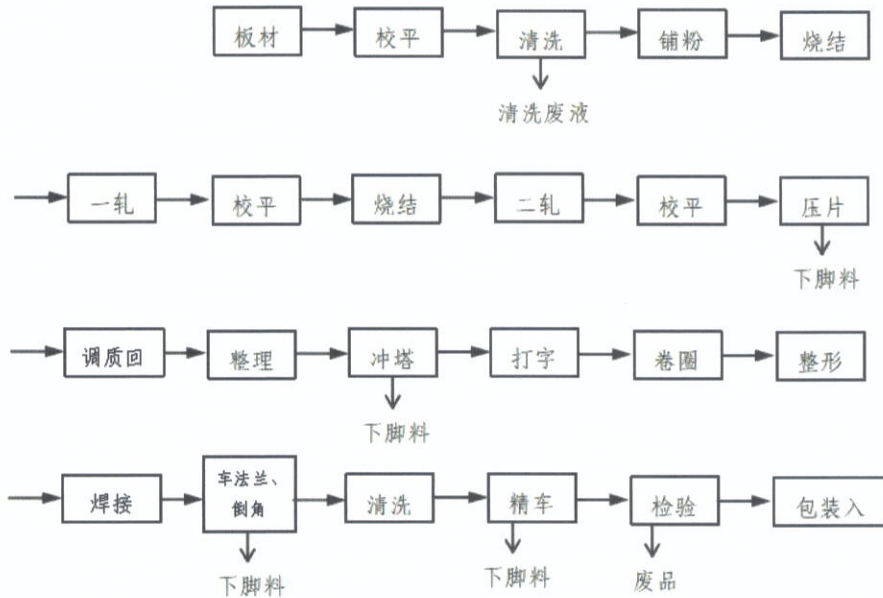 板材 校平 清洗 铺粉 烧结
清洗废液
一轧 校平 烧结 二轧 校平 压片
下脚料
调质回 整理 冲塔 打字 卷圈 整形
下脚料
焊接 车法兰、倒角 清洗 精车 检验 包装入
下脚料 下脚料 废品